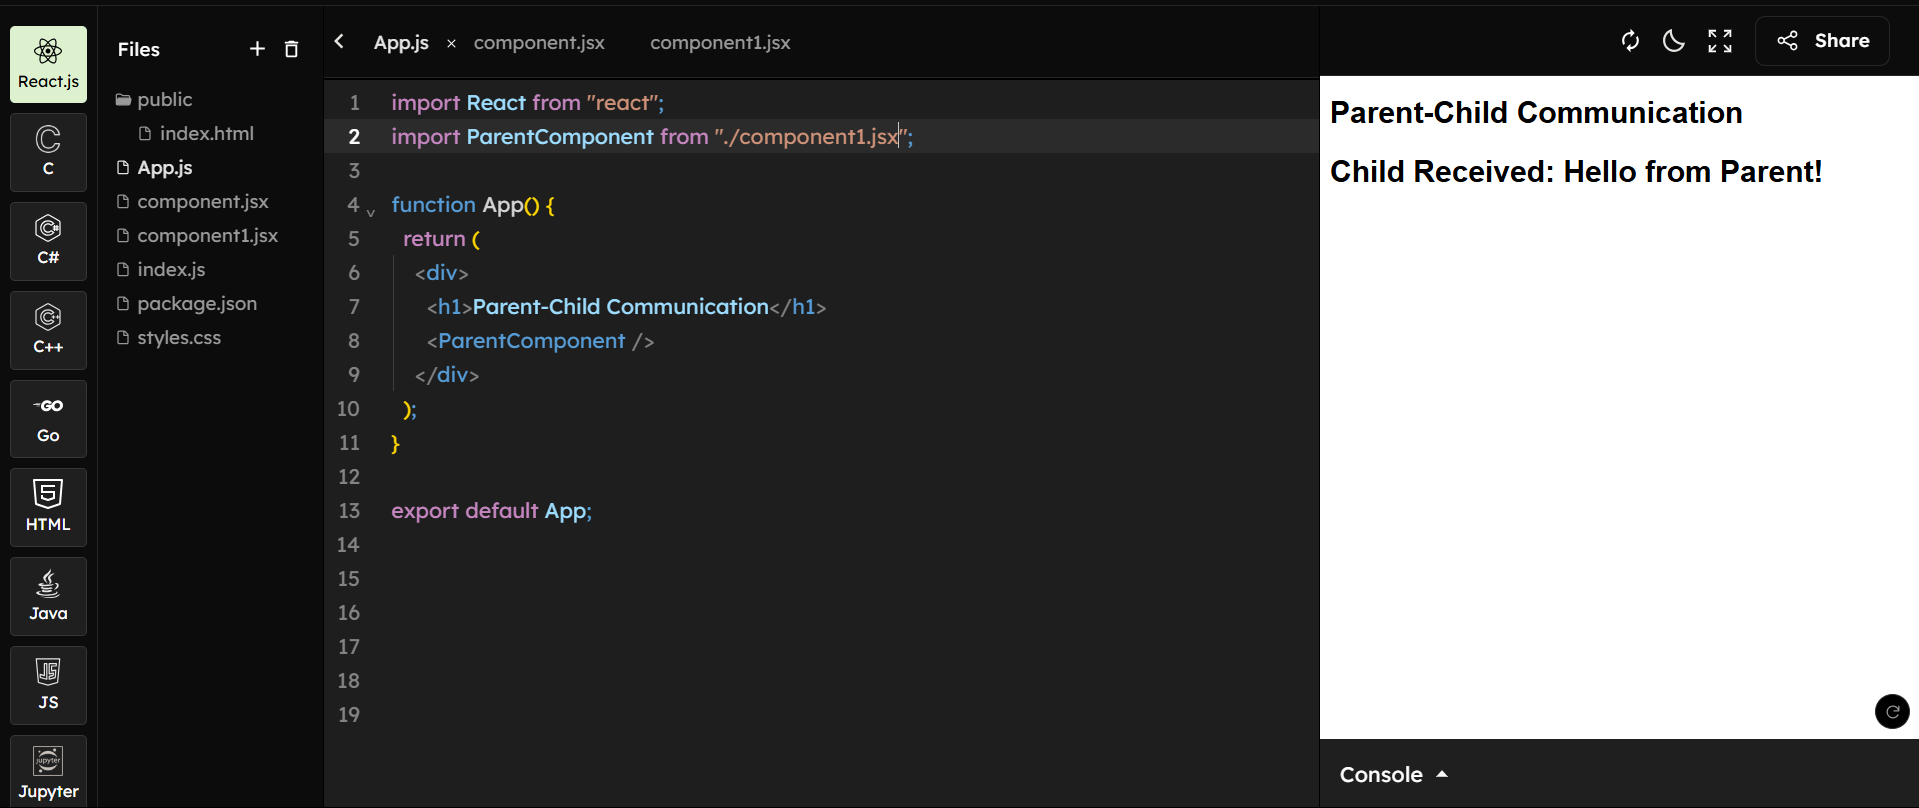 React.js
C
C#
C++
GO
Go
HTML
Java
JS
JS
jupyter
Jupyter
Files
public
index.html
App.js
component.jsx
component1.jsx
index.js
package.json
styles.css
App.js × component.jsx component1.jsx
1 import React from "react";
2 import ParentComponent from "./component1.jsx";
3
4 function App() {
5 return (
6 <div>
7 <h1>Parent-Child Communication</h1>
8 <ParentComponent />
9 </div>
10 );
11 }
12
13 export default App;
14
15
16
17
18
19
Share
Parent-Child Communication
Child Received: Hello from Parent!
Console